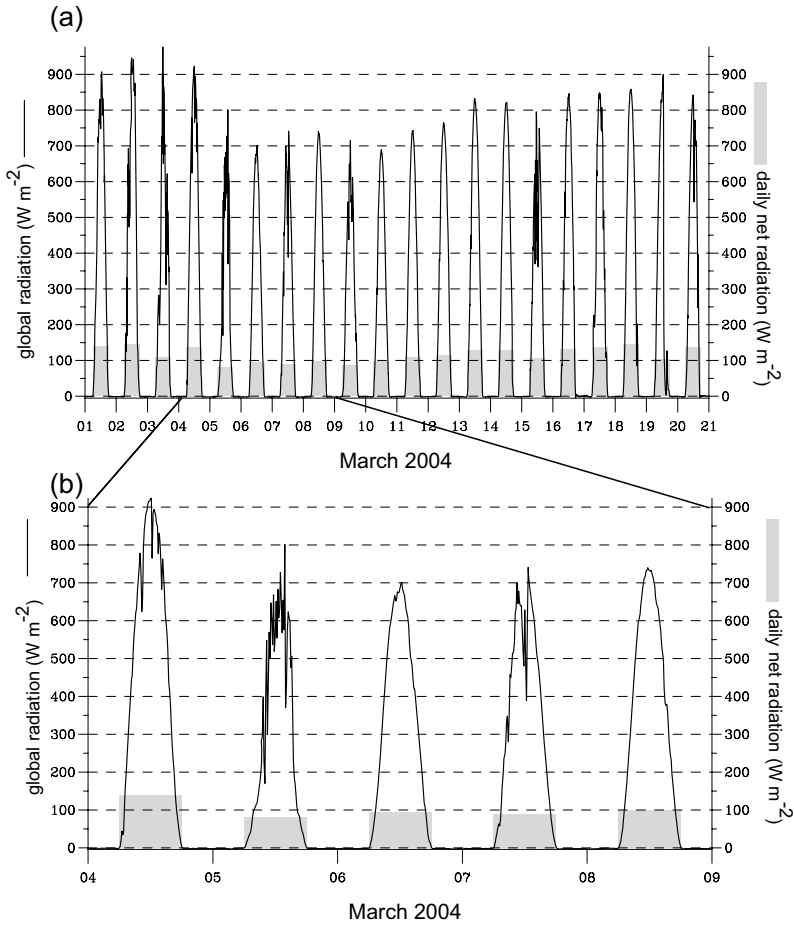 (a)
900 900
800 800
700 700
600 600
500 500
400 400
300 300
200 200
100 100
0 0
global radiation (W m-2)
daily net radiation (W m-2)
01 02 03 04 05 06 07 08 09 10 11 12 13 14 15 16 17 18 19 20 21
March 2004
(b)
900 900
800 800
700 700
600 600
500 500
400 400
300 300
200 200
100 100
0 0
global radiation (W m-2)
daily net radiation (W m-2)
04 05 06 07 08 09
March 2004